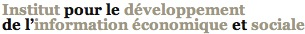 Institut pour le développement
de l'information économique et sociale